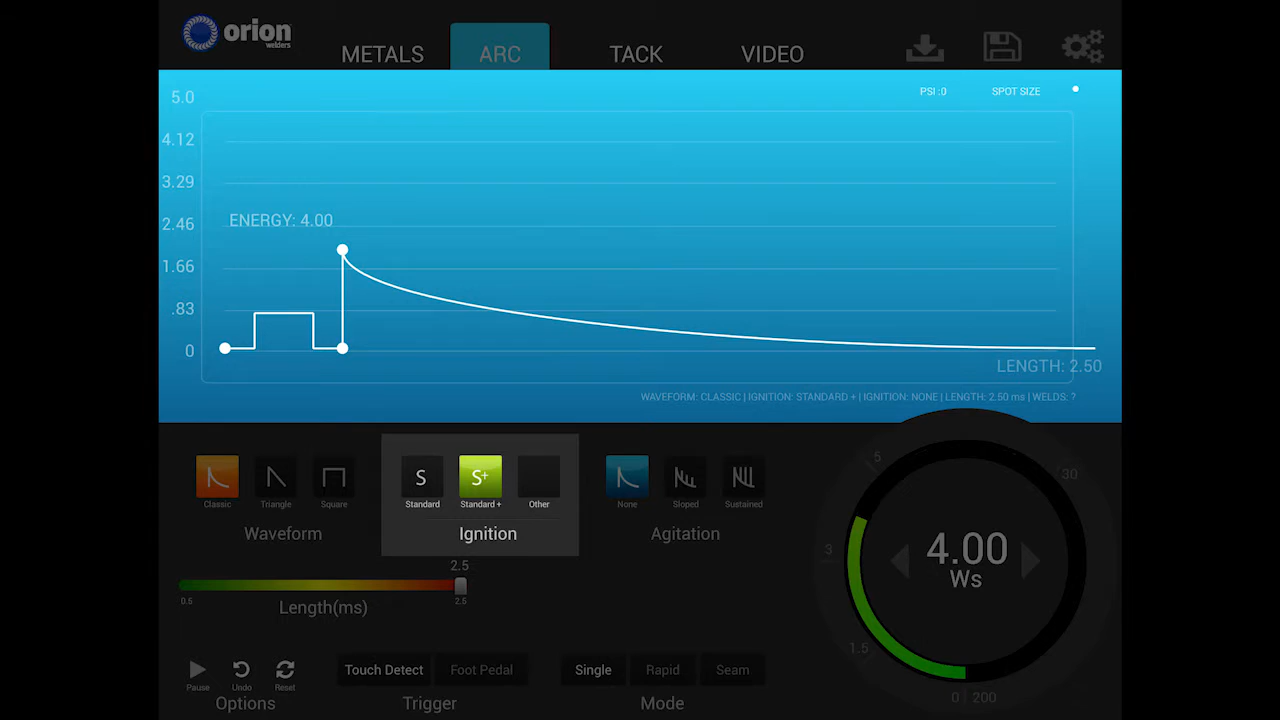 orion
welders
METALS
ARC
TACK
VIDEO
5.0
PSI :0
SPOT SIZE
4.12
3.29
2.46
ENERGY: 4.00
1.66
.83
0
LENGTH: 2.50
WAVEFORM: CLASSIC | IGNITION: STANDARD + | IGNITION: NONE | LENGTH: 2.50 ms | WELDS: ?
S
S+
Classic
Triangle
Square
Standard
Standard +
Other
None
Sloped
Sustained
Waveform
Ignition
Agitation
2.5
0.6
2.5
Length(ms)
5
30
3
4.00
Ws
1.5
0
200
Pause
Undo
Reset
Options
Touch Detect
Foot Pedal
Trigger
Single
Rapid
Seam
Mode